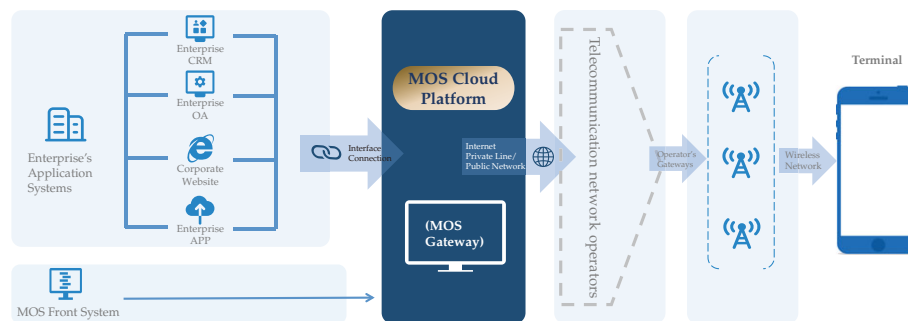 Enterprise's
Application
Systems
Enterprise
CRM
Enterprise
OA
Corporate
Website
Enterprise
APP
MOS Front System
Interface
Connection
MOS Cloud
Platform
(MOS
Gateway)
Internet
Private Line/
Public Network
Telecommunication network operators
Operator's
Gateways
Wireless
Network
Terminal